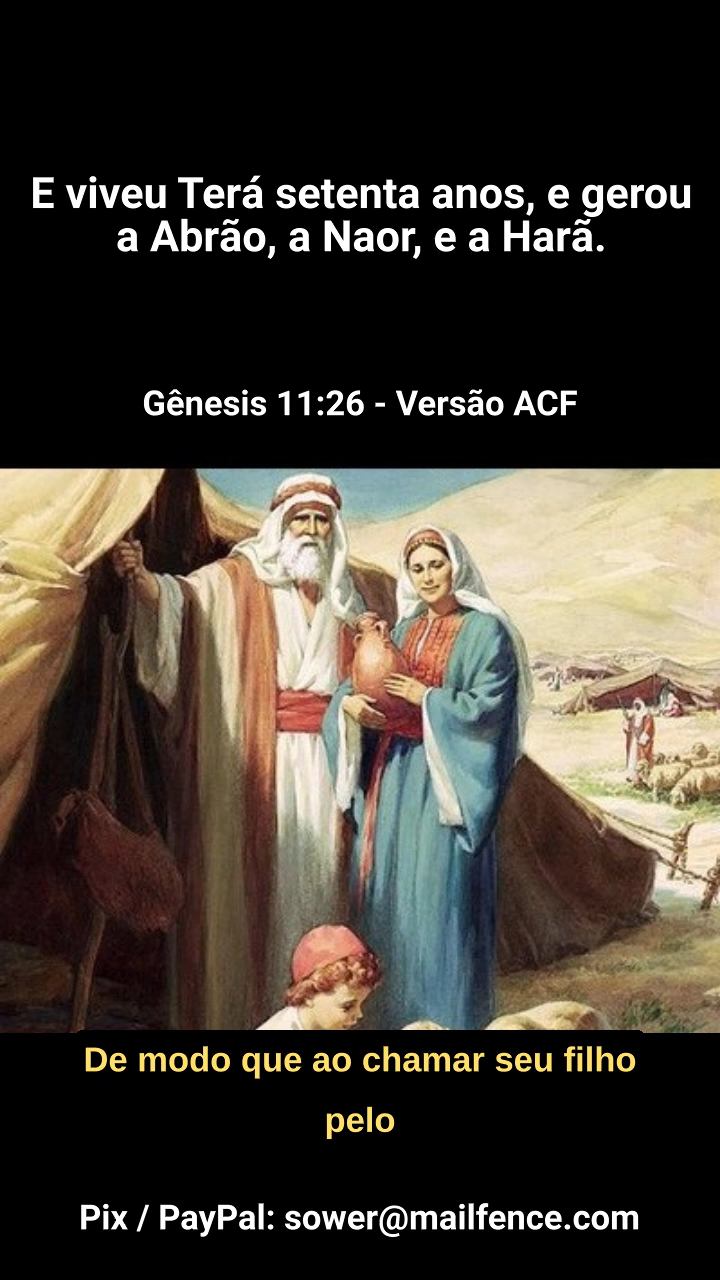 E viveu Terá setenta anos, e gerou
a Abrão, a Naor, e a Harã.
Gênesis 11:26 - Versão ACF
De modo que ao chamar seu filho
pelo
Pix / PayPal: sower@mailfence.com